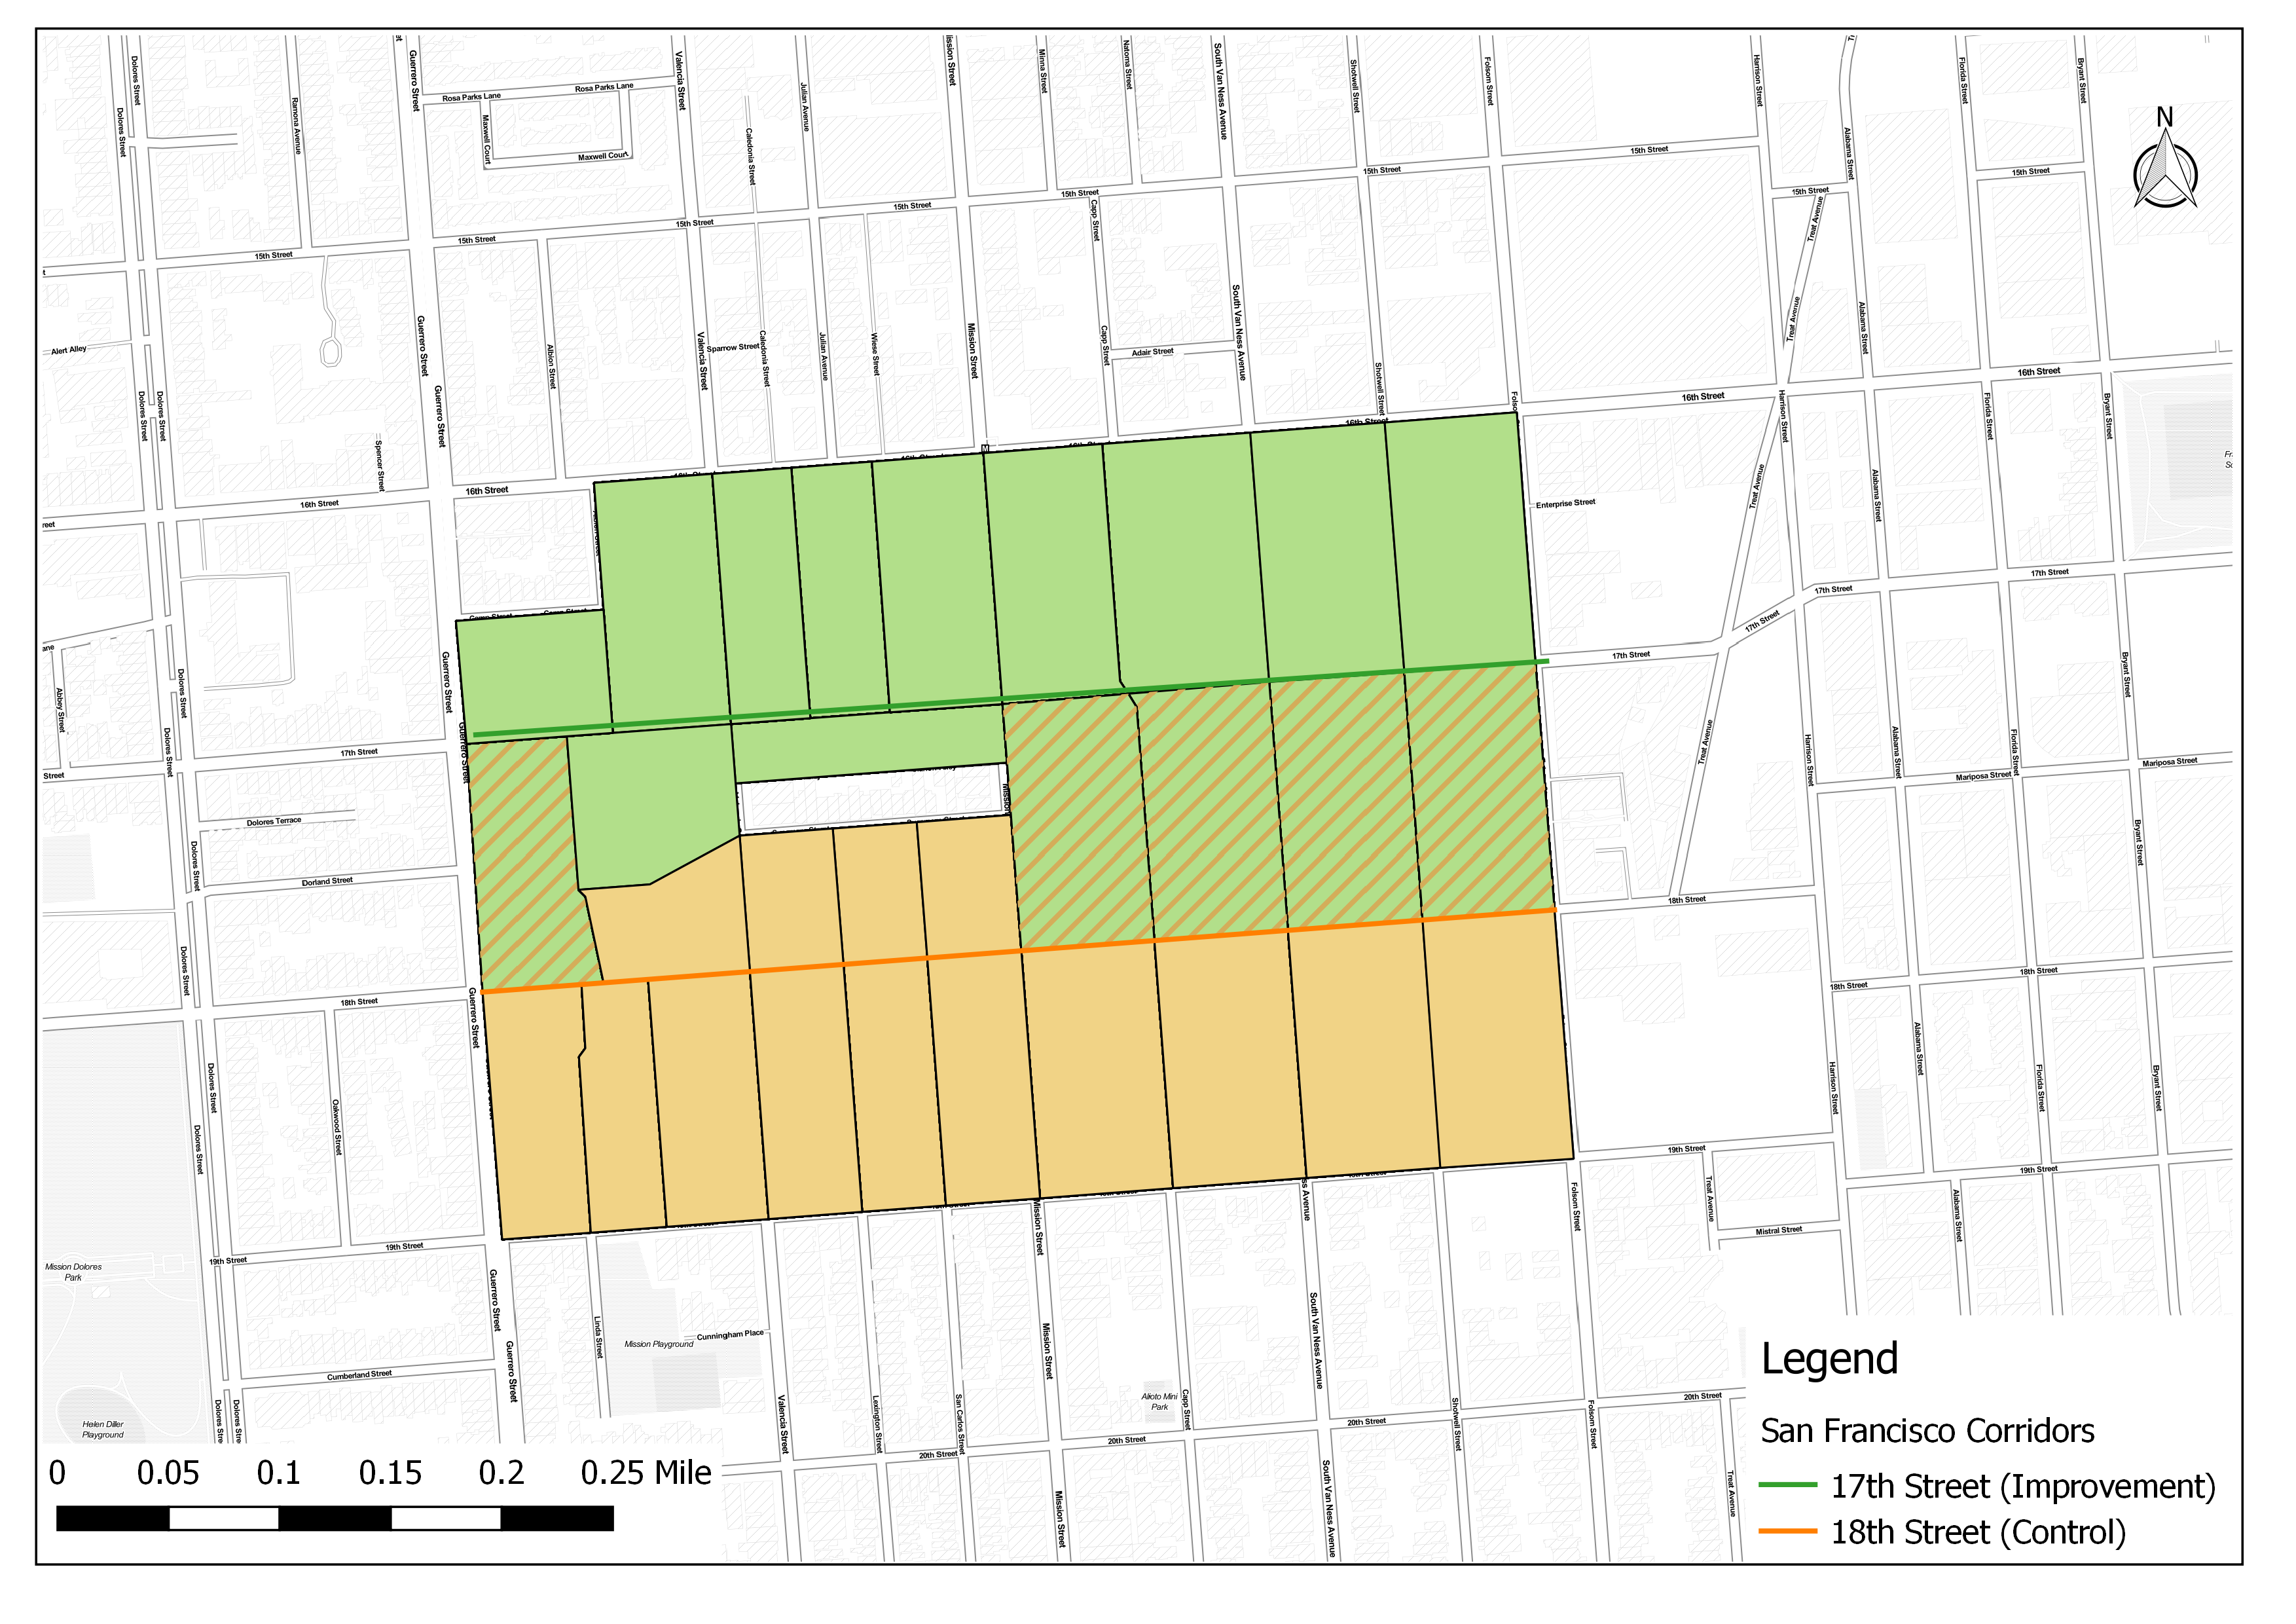 Dolores Street
Dolores Street
Ramona Avenue
Guerrero Street
Rosa Parks Lane
Rosa Parks Lane
Maxwell Court
Maxwell Court
Valencia Street
Caledonia Street
Julian Avenue
ission Street
Minna Street
Natoma Street
South Van Ness Avenue
Shotwell Street
Folsom Street
Harrison Street
Alabama Street
Florida Street
Bryant Street
N
15th Street
15th Street
15th Street
15th Street
15th Street
15th Street
15th Street
15th Street
15th Street
Capp Street
Treat Avenue
Alert Alley
Guerrero Street
Albion Street
Valencia Street
Sparrow Street
Caledonia Street
Julian Avenue
Wiese Street
Mission Street
Capp Street
Adair Street
South Van Ness Avenue
Shotwell Street
Treat Avenue
Alabama Street
Dolores Street
Dolores Street
Guerrero Street
Spencer Street
16th Street
16th Street
16th Street
16th Street
16th Street
Harrison Street
Florida Street
Bryant Street
Treat Avenue
Alabama Street
Enterprise Street
Abbey Street
Dolores Street
Guerrero Street
17th Street
17th Street
17th Street
17th Street
17th Street
Bryant Street
Street
Dolores Street
Guerrero Street
Treat Avenue
Harrison Street
Alabama Street
Florida Street
Mariposa Street
Mariposa Street
Dolores Terrace
Dolores Street
Dorland Street
Bryant Street
18th Street
18th Street
18th Street
18th Street
Dolores Street
Guerrero Street
Oakwood Street
Dolores Street
Dolores Street
Harrison Street
Alabama Street
Florida Street
Bryant Street
19th Street
19th Street
19th Street
19th Street
Mission Dolores
Park
Guerrero Street
Guerrero Street
Linda Street
Mission Playground
Cunningham Place
Cumberland Street
Helen Diller
Playground
Dolores Stre
Dolores Stre
Valencia Street
Lexington Street
San Carlos Street
Mission Street
Mission Street
Mission Street
Alioto Mini
Park
Capp Street
ss Avenue
South Van Ness Avenue
South Van Ness Avenue
Shotwell Street
Folsom Street
Folsom Street
Treat Avenue
Treat Avenue
Mistral Street
Alabama Street
20th Street
20th Street
20th Street
20th Street
0 0.05 0.1 0.15 0.2 0.25 Mile
Legend
San Francisco Corridors
17th Street (Improvement)
18th Street (Control)